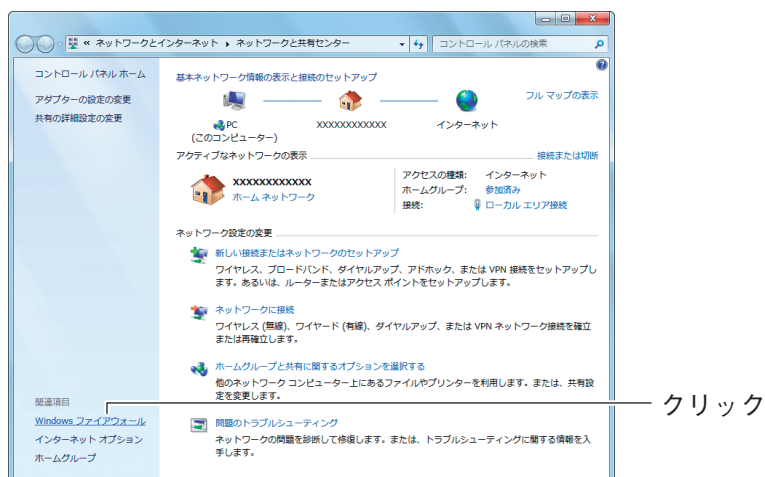 « ネットワークとインターネット ▸ ネットワークと共有センター
コントロール パネルの検索
コントロール パネル ホーム
アダプターの設定の変更
共有の詳細設定の変更
基本ネットワーク情報の表示と接続のセットアップ
フル マップの表示
PC
(このコンピューター)
XXXXXXXXXXXX
インターネット
アクティブなネットワークの表示
接続または切断
XXXXXXXXXXXX
ホーム ネットワーク
アクセスの種類: インターネット
ホームグループ: 参加済み
接続: ローカル エリア接続
ネットワーク設定の変更
新しい接続またはネットワークのセットアップ
ワイヤレス、ブロードバンド、ダイヤルアップ、アドホック、または VPN 接続をセットアップし
ます。あるいは、ルーターまたはアクセス ポイントをセットアップします。
ネットワークに接続
ワイヤレス (無線)、ワイヤード (有線)、ダイヤルアップ、または VPN ネットワーク接続を確立
または再確立します。
ホームグループと共有に関するオプションを選択する
他のネットワーク コンピューター上にあるファイルやプリンターを利用します。または、共有設
定を変更します。
問題のトラブルシューティング
ネットワークの問題を診断して修復します。または、トラブルシューティングに関する情報を入
手します。
関連項目
Windows ファイアウォール
インターネット オプション
ホームグループ
クリック